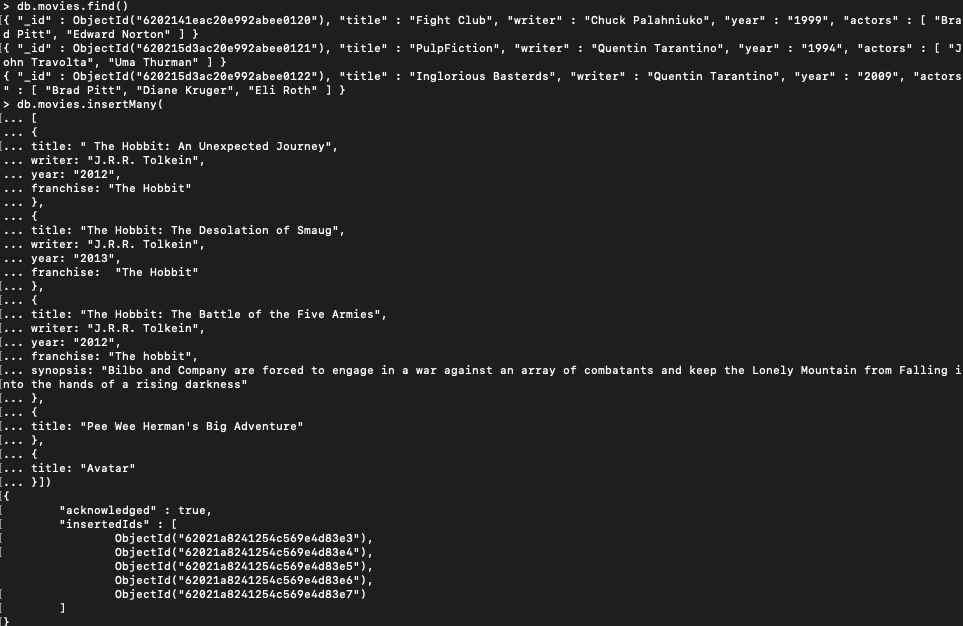 > db.movies.find()
[{ "_id" : ObjectId("6202141eac20e992abee0120"), "title" : "Fight Club", "writer" : "Chuck Palahniuko", "year" : "1999", "actors" : [ "Bra
d Pitt", "Edward Norton" ] }
[{ "_id" : ObjectId("620215d3ac20e992abee0121"), "title" : "PulpFiction", "writer" : "Quentin Tarantino", "year" : "1994", "actors" : [ "J
ohn Travolta", "Uma Thurman" ] }
{ "_id" : ObjectId("620215d3ac20e992abee0122"), "title" : "Inglorious Basterds", "writer" : "Quentin Tarantino", "year" : "2009", "actors
" : [ "Brad Pitt", "Diane Kruger", "Eli Roth" ] }
> db.movies.insertMany(
[... [
... {
[... title: " The Hobbit: An Unexpected Journey",
... writer: "J.R.R. Tolkein",
... year: "2012",
... franchise: "The Hobbit"
... },
... {
[... title: "The Hobbit: The Desolation of Smaug",
... writer: "J.R.R. Tolkein",
... year: "2013",
... franchise:  "The Hobbit"
[... },
[... {
[... title: "The Hobbit: The Battle of the Five Armies",
[... writer: "J.R.R. Tolkein",
[... year: "2012",
[... franchise: "The hobbit",
[... synopsis: "Bilbo and Company are forced to engage in a war against an array of combatants and keep the Lonely Mountain from Falling i
[nto the hands of a rising darkness"
[... },
[... {
[... title: "Pee Wee Herman's Big Adventure"
[... },
[... {
[... title: "Avatar"
[... }])
[{
[ "acknowledged" : true,
[ "insertedIds" : [
[ ObjectId("62021a8241254c569e4d83e3"),
[ ObjectId("62021a8241254c569e4d83e4"),
ObjectId("62021a8241254c569e4d83e5"),
ObjectId("62021a8241254c569e4d83e6"),
[ ObjectId("62021a8241254c569e4d83e7")
[ ]
[}